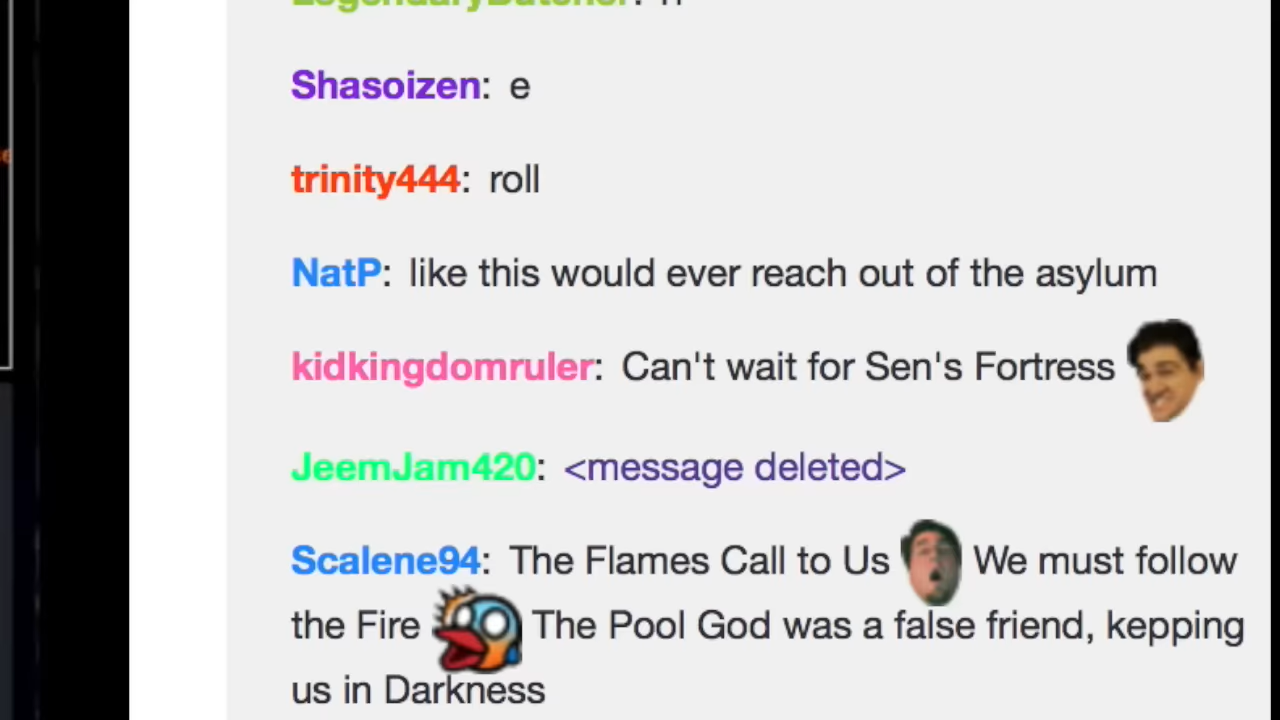 LegendaryButcher: n
Shasoizen: e
trinity444: roll
NatP: like this would ever reach out of the asylum
kidkingdomruler: Can't wait for Sen's Fortress
JeemJam420: <message deleted>
Scalene94: The Flames Call to Us We must follow
the Fire The Pool God was a false friend, kepping
us in Darkness